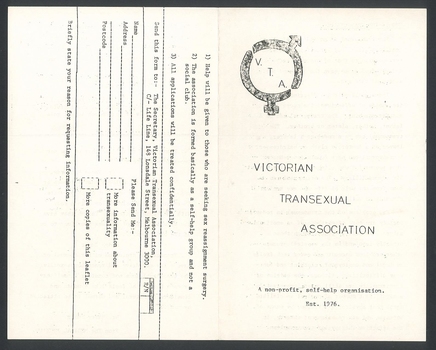 V.
T.
A.
VICTORIAN
TRANSEXUAL
ASSOCIATION
A non-profit, self-help organisation.
Est. 1976.
1) Help will be given to those who are seeking sex reassignment surgery.
2) The association is formed basically as a self-help group and not a
social club.
3) All applications will be treated confidentially.
Send this form to:- The Secretary, Victorian Transexual Association,
C/- Life Line, 148 Lonsdale Street, Melbourne 3000.
Name
Address
Postcode
Please Send Me:-
More information about
transexuality
More copies of this leaflet
Briefly state your reason for requesting information.